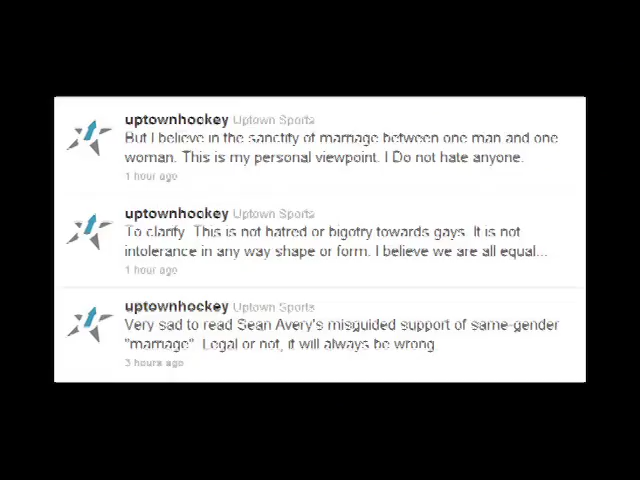 uptownhockey Uptown Sports
But I believe in the sanctity of marriage between one man and one
woman. This is my personal viewpoint. I Do not hate anyone.
1 hour ago
uptownhockey Uptown Sports
To clarify. This is not hatred or bigotry towards gays. It is not
intolerance in any way shape or form. I believe we are all equal...
1 hour ago
uptownhockey Uptown Sports
Very sad to read Sean Avery's misguided support of same-gender
"marriage". Legal or not, it will always be wrong.
3 hours ago